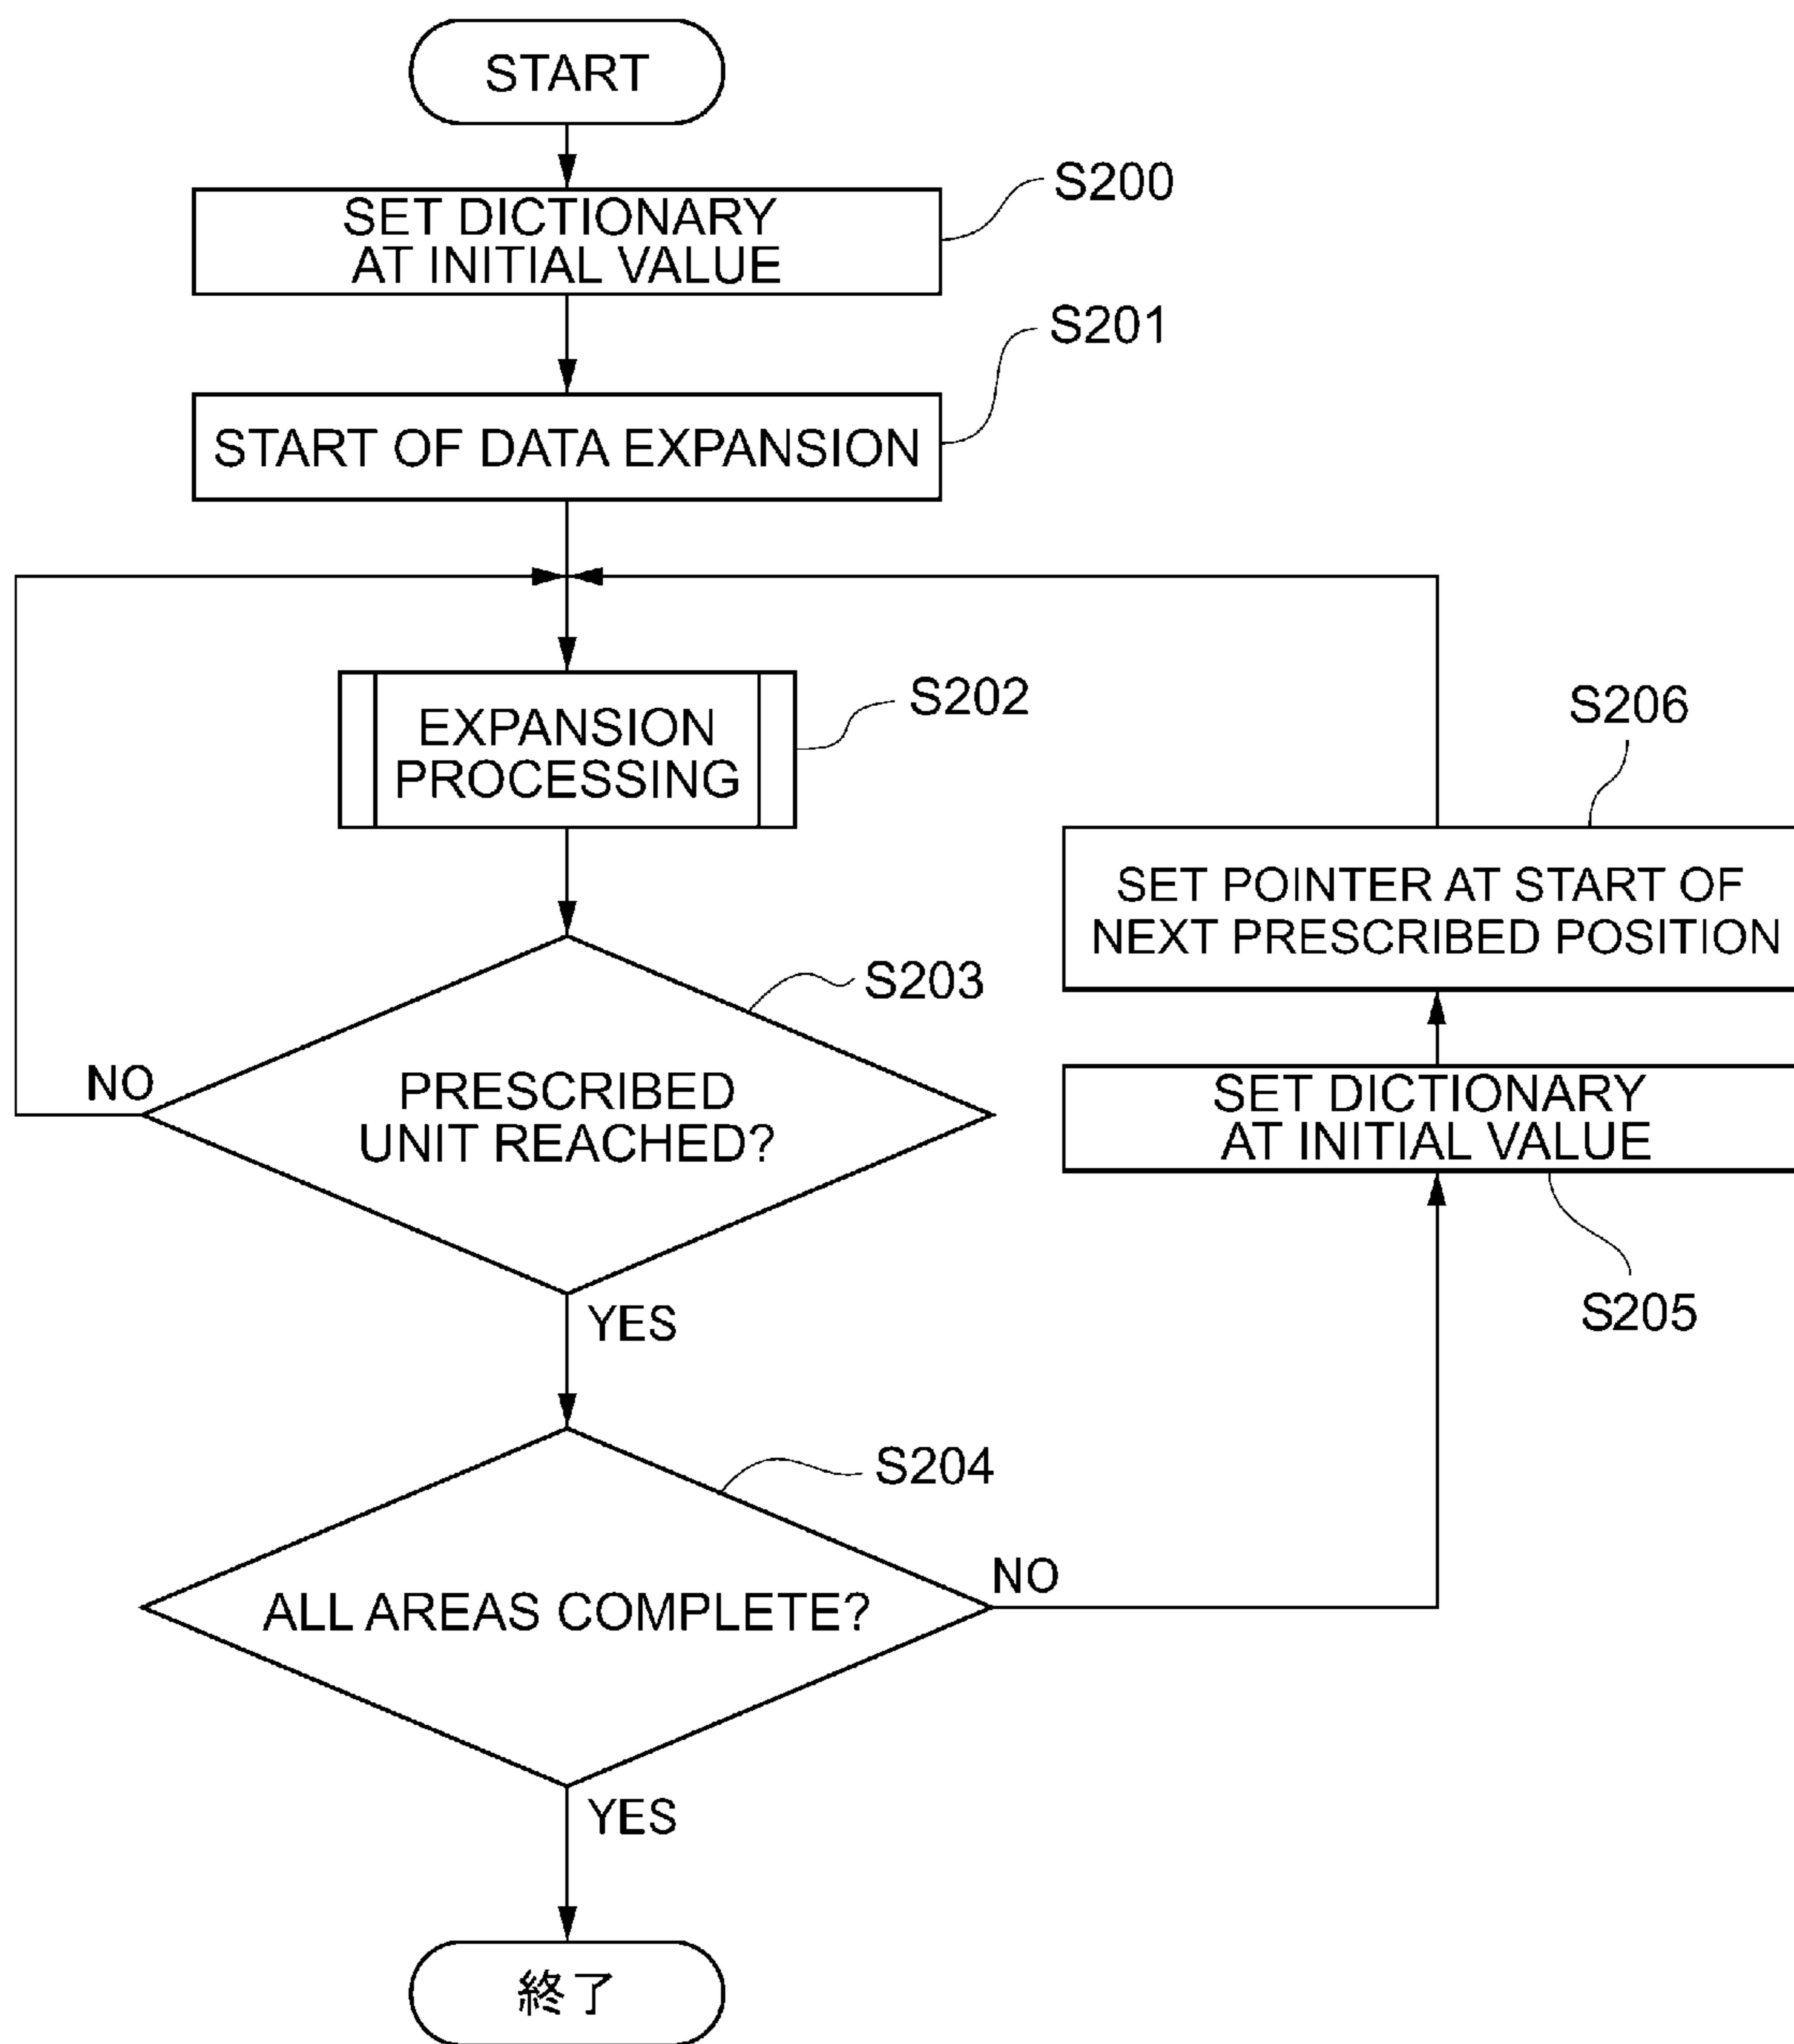 START
S200
SET DICTIONARY
AT INITIAL VALUE
S201
START OF DATA EXPANSION
S202
EXPANSION
PROCESSING
S206
SET POINTER AT START OF
NEXT PRESCRIBED POSITION
S203
NO
PRESCRIBED
UNIT REACHED?
SET DICTIONARY
AT INITIAL VALUE
S205
YES
S204
NO
ALL AREAS COMPLETE?
YES
終了